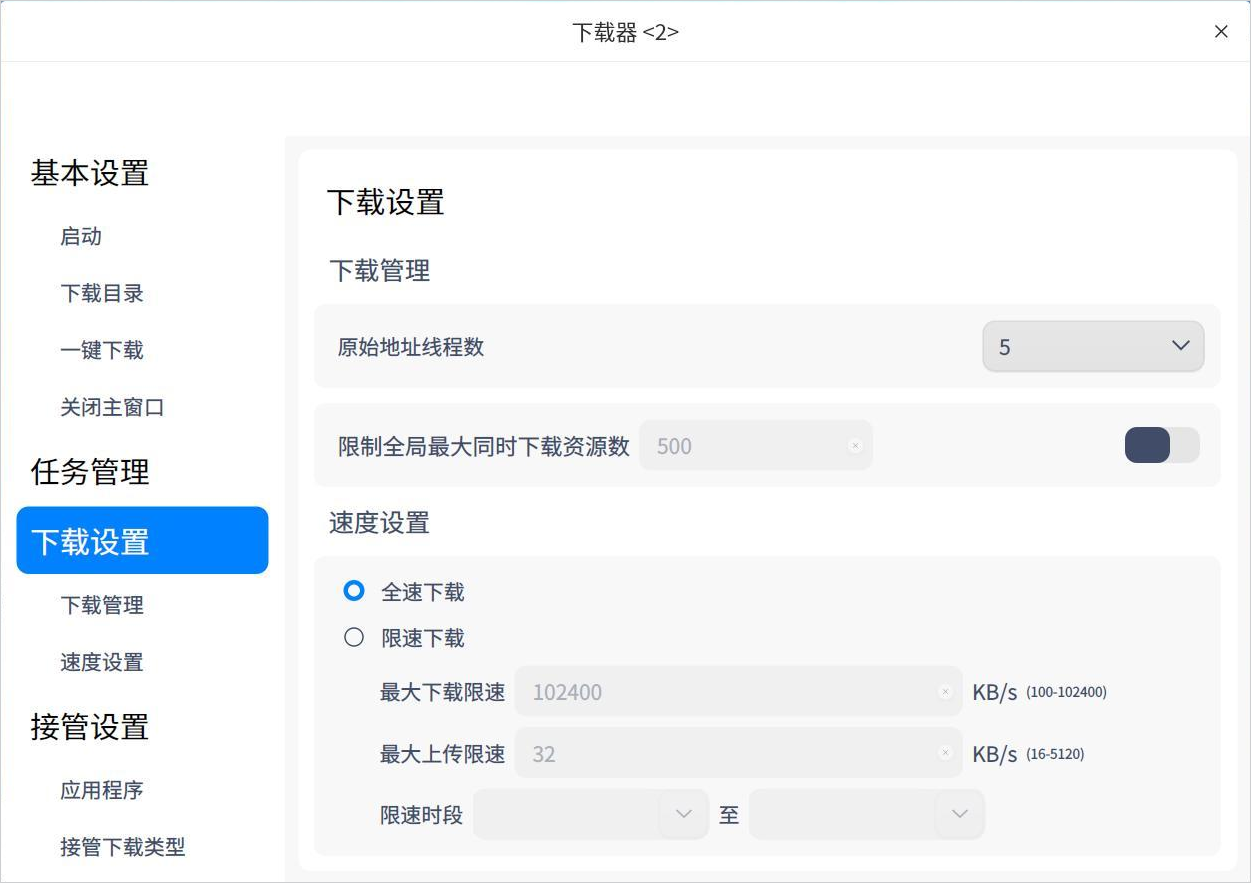 下载器 <2>
基本设置
启动
下载目录
一键下载
关闭主窗口
任务管理
下载设置
下载管理
速度设置
接管设置
应用程序
接管下载类型
下载设置
下载管理
原始地址线程数 5
限制全局最大同时下载资源数 500
速度设置
全速下载
限速下载
最大下载限速 102400 KB/s (100-102400)
最大上传限速 32 KB/s (16-5120)
限速时段 至